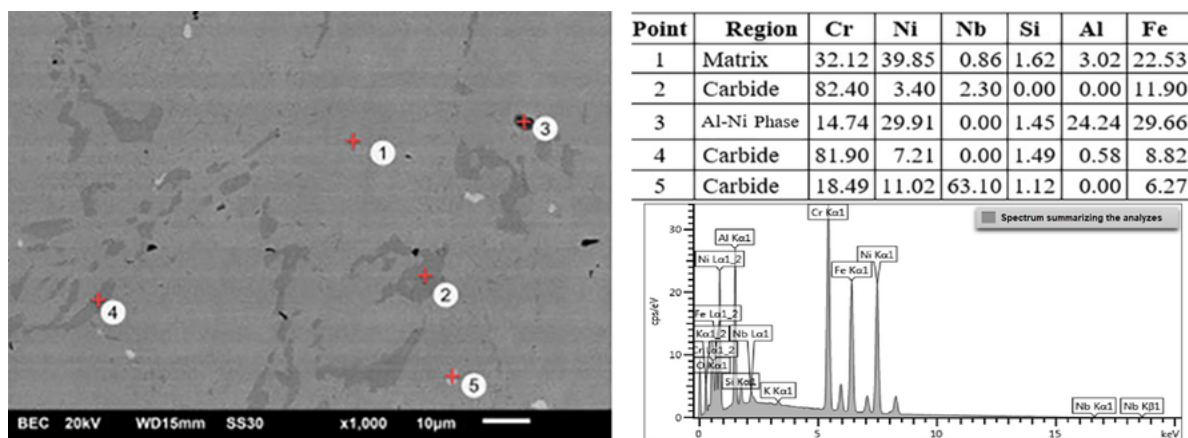 1
3
2
4
5
BEC 20kV WD15mm SS30 x1,000 10µm
Point Region Cr Ni Nb Si Al Fe
1 Matrix 32.12 39.85 0.86 1.62 3.02 22.53
2 Carbide 82.40 3.40 2.30 0.00 0.00 11.90
3 Al-Ni Phase 14.74 29.91 0.00 1.45 24.24 29.66
4 Carbide 81.90 7.21 0.00 1.49 0.58 8.82
5 Carbide 18.49 11.02 63.10 1.12 0.00 6.27
Cr Kα1
Spectrum summarizing the analyzes
30
Al Kα1
Ni Lα1_2
Ni Kα1
Fe Kα1
20
cps/eV
Fe Lα1_2
Kα1_2
Nb Lα1
Cr Lα1_2
10
O Kα1
Si Kα1
K Kα1
Nb Kα1
Nb Kβ1
0
0 5 10 15 keV